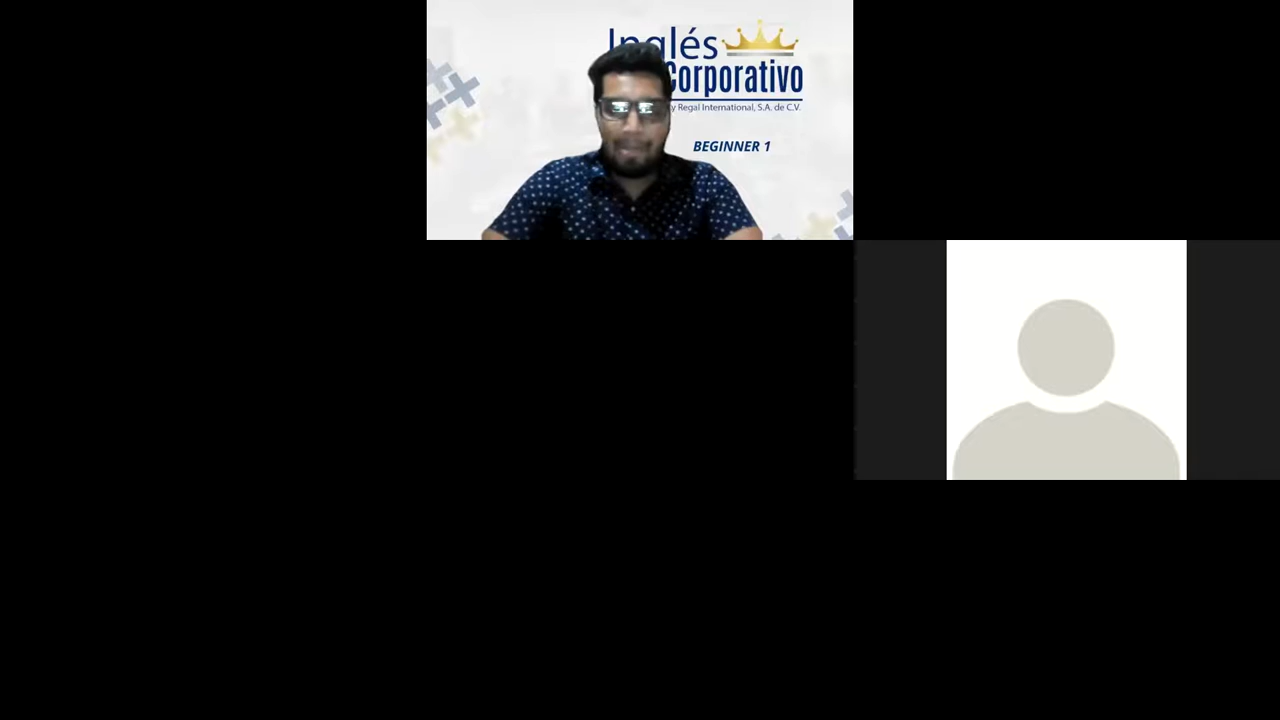 Inglés
Corporativo
y Regal International, S.A. de C.V.
BEGINNER 1